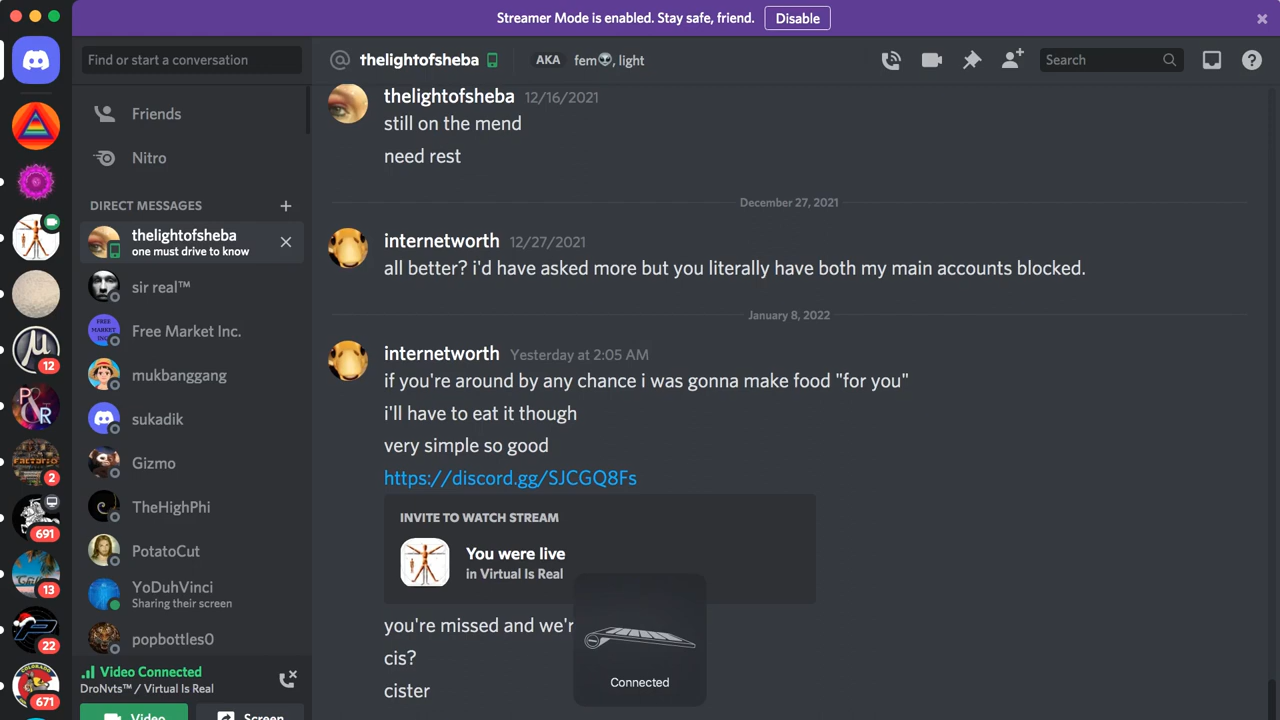 Streamer Mode is enabled. Stay safe, friend.
Disable
Find or start a conversation
Friends
Nitro
DIRECT MESSAGES
thelightofsheba
one must drive to know
sir real™
Free Market Inc.
FREE
MARKET
INC
mukbanggang
sukadik
Gizmo
TheHighPhi
PotatoCut
YoDuhVinci
Sharing their screen
popbottles0
Video Connected
DroNvts™ / Virtual Is Real
Video
Screen
12
2
691
13
22
671
thelightofsheba
AKA
fem👽, light
Search
thelightofsheba 12/16/2021
still on the mend
need rest
December 27, 2021
internetworth 12/27/2021
all better? i'd have asked more but you literally have both my main accounts blocked.
January 8, 2022
internetworth Yesterday at 2:05 AM
if you're around by any chance i was gonna make food "for you"
i'll have to eat it though
very simple so good
https://discord.gg/SJCGQ8Fs
INVITE TO WATCH STREAM
You were live
in Virtual Is Real
you're missed and we'r
cis?
cister
Connected